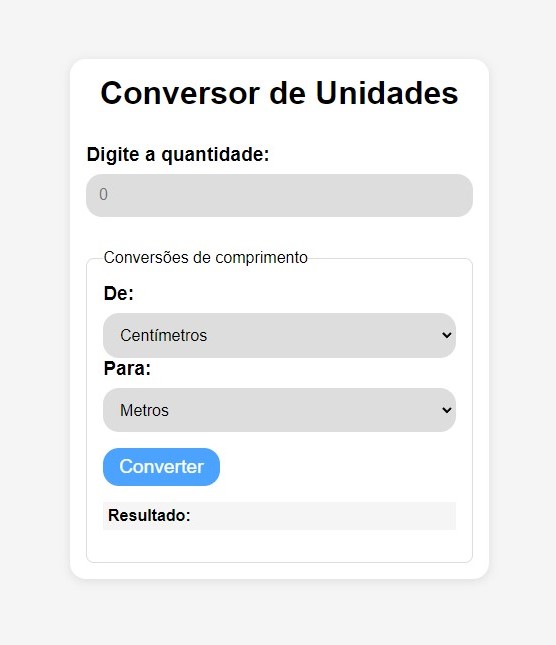 Conversor de Unidades
Digite a quantidade:
0
Conversões de comprimento
De:
Centímetros
Para:
Metros
Converter
Resultado: